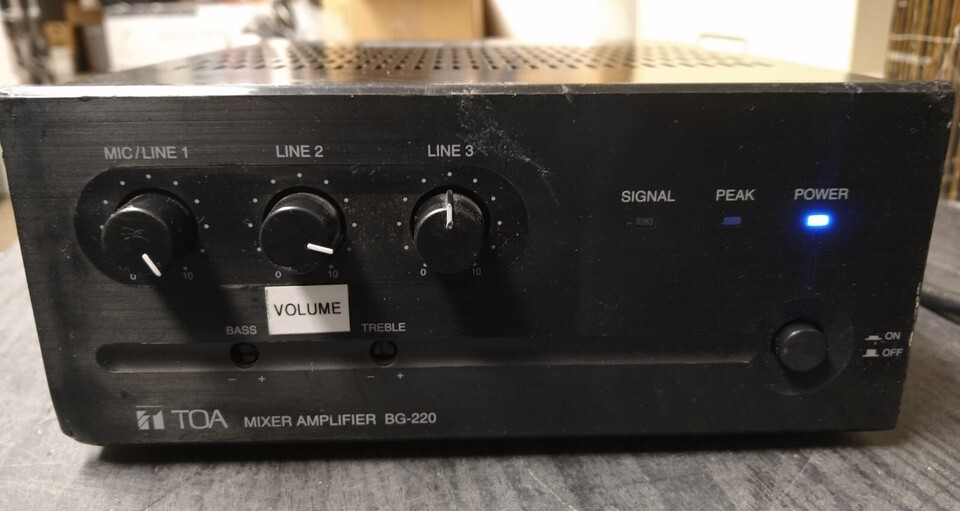 MIC/LINE 1 LINE 2 LINE 3
SIGNAL PEAK POWER
0 10 0 10 0 10
VOLUME
BASS TREBLE
- + - +
ON
OFF
TOA MIXER AMPLIFIER BG-220